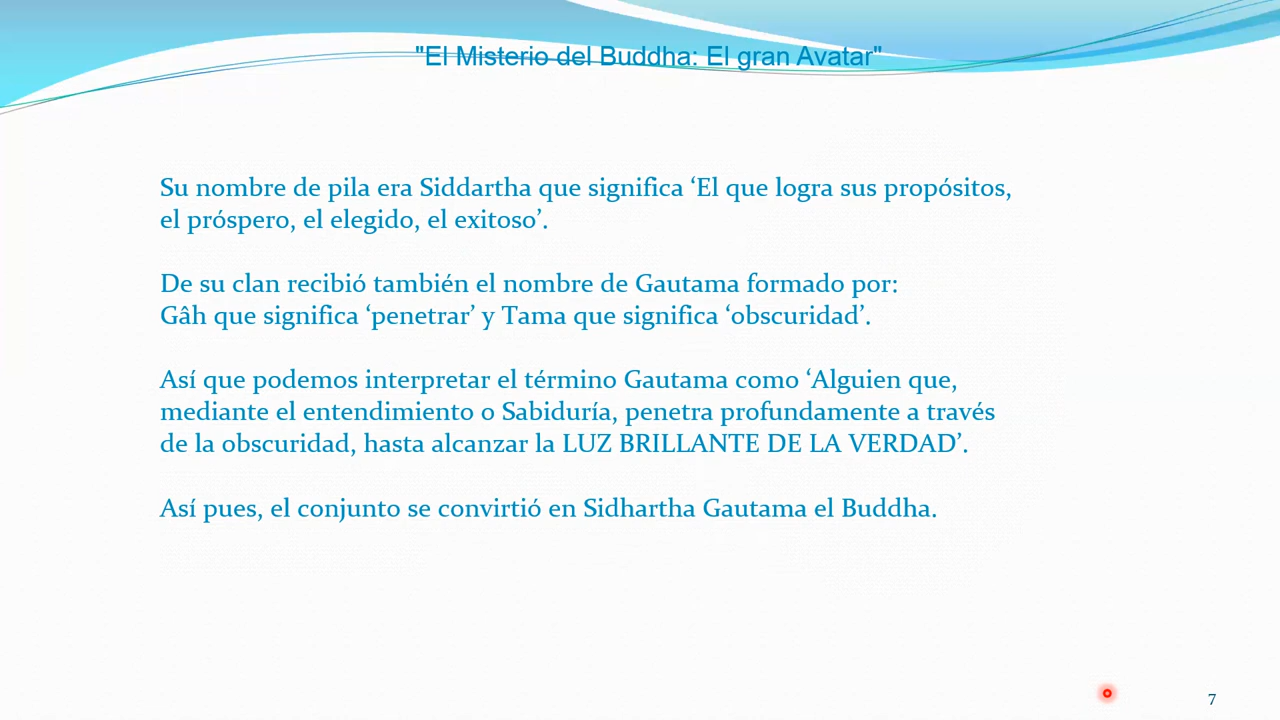 "El Misterio del Buddha: El gran Avatar"
Su nombre de pila era Siddartha que significa ‘El que logra sus propósitos,
el próspero, el elegido, el exitoso’.
De su clan recibió también el nombre de Gautama formado por:
Gâh que significa ‘penetrar’ y Tama que significa ‘obscuridad’.
Así que podemos interpretar el término Gautama como ‘Alguien que,
mediante el entendimiento o Sabiduría, penetra profundamente a través
de la obscuridad, hasta alcanzar la LUZ BRILLANTE DE LA VERDAD’.
Así pues, el conjunto se convirtió en Sidhartha Gautama el Buddha.
7